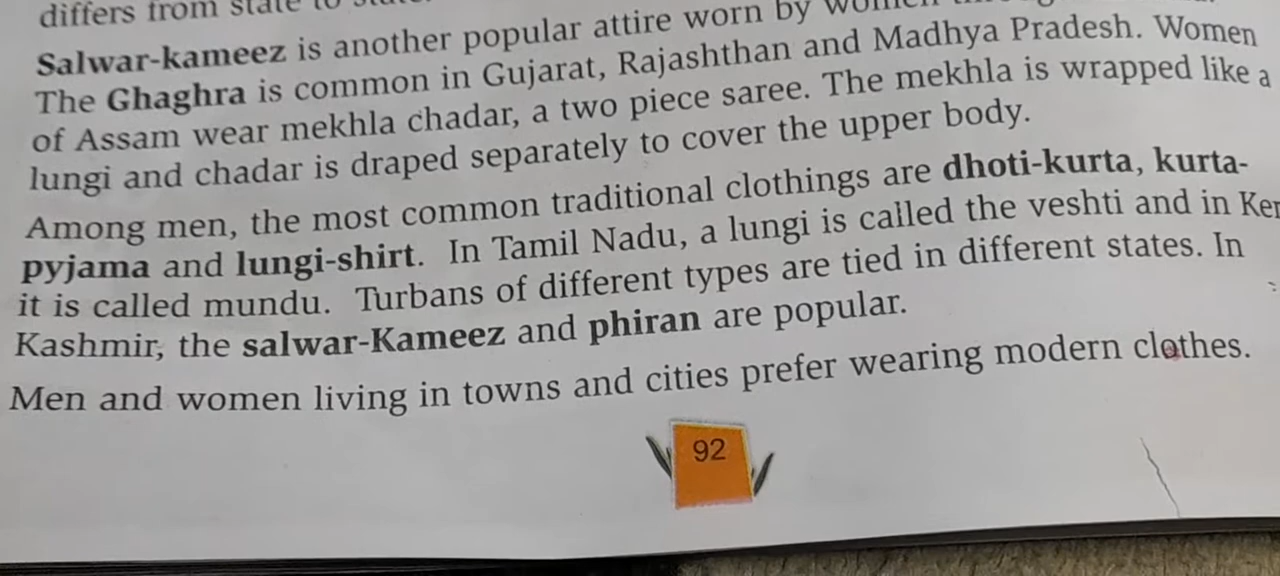 differs from state to
Salwar-kameez is another popular attire worn by
The Ghaghra is common in Gujarat, Rajashthan and Madhya Pradesh. Women
of Assam wear mekhla chadar, a two piece saree. The mekhla is wrapped like a
lungi and chadar is draped separately to cover the upper body.
Among men, the most common traditional clothings are dhoti-kurta, kurta-
pyjama and lungi-shirt. In Tamil Nadu, a lungi is called the veshti and in Ker
it is called mundu. Turbans of different types are tied in different states. In
Kashmir, the salwar-Kameez and phiran are popular.
Men and women living in towns and cities prefer wearing modern clothes.
92